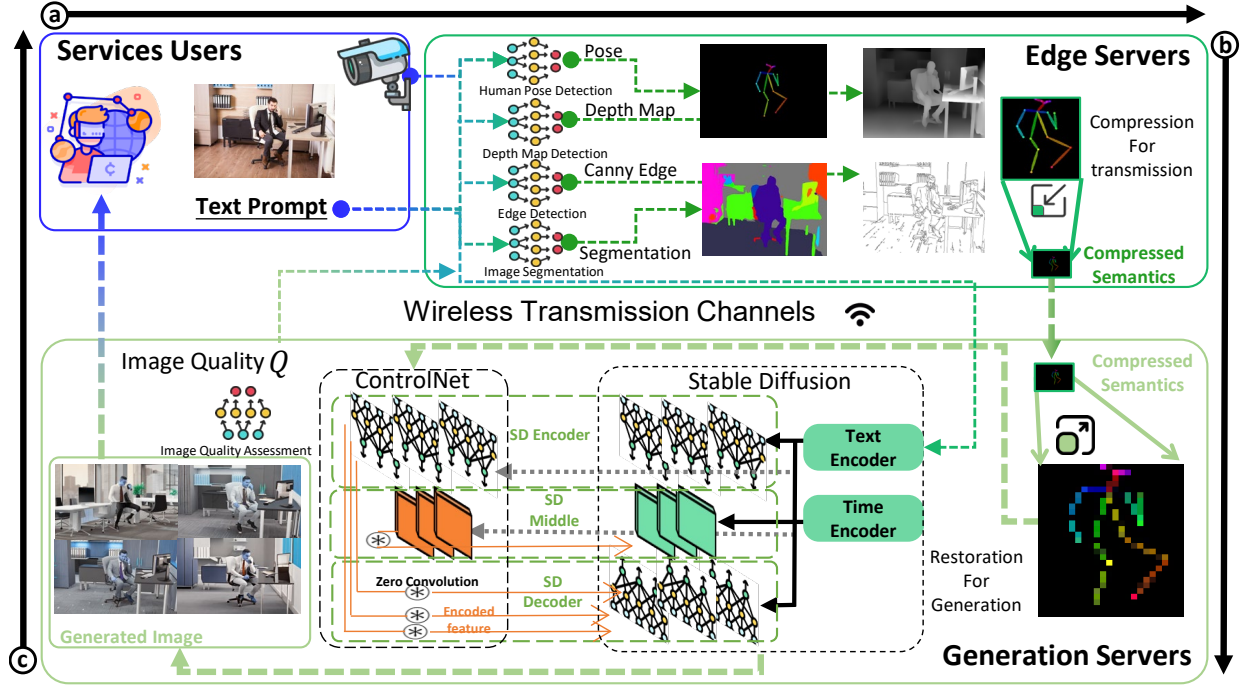 a
b
c
Services Users
Text Prompt
Pose
Human Pose Detection
Depth Map
Depth Map Detection
Canny Edge
Edge Detection
Segmentation
Image Segmentation
Edge Servers
Compression
For
transmission
Compressed
Semantics
Wireless Transmission Channels
Image Quality Q
Image Quality Assessment
Generated Image
ControlNet
Stable Diffusion
SD Encoder
SD
Middle
SD
Decoder
Zero Convolution
Encoded
feature
Text
Encoder
Time
Encoder
Compressed
Semantics
Restoration
For
Generation
Generation Servers